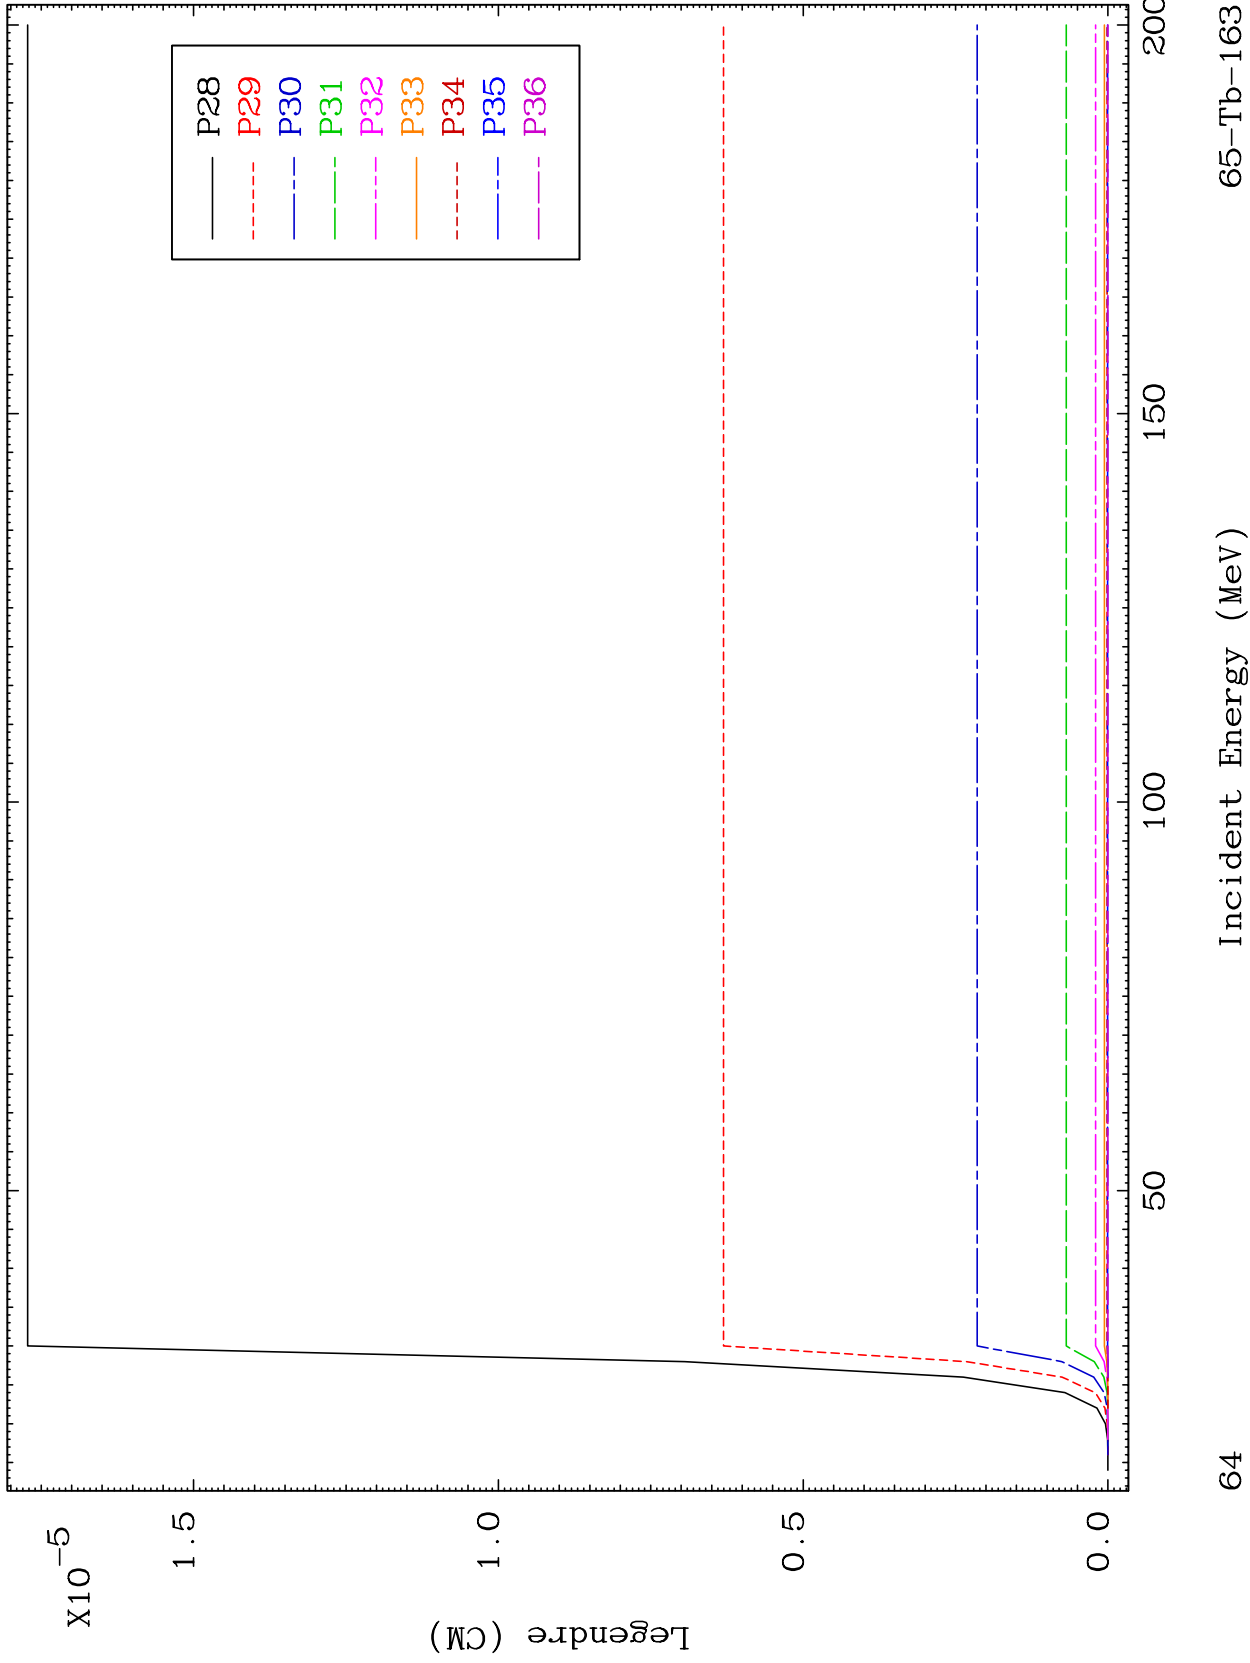 X10-5
1.5
1.0
0.5
0.0
Legendre (CM)
P28
P29
P30
P31
P32
P33
P34
P35
P36
50
100
150
200
64
Incident Energy (MeV)
65-Tb-163